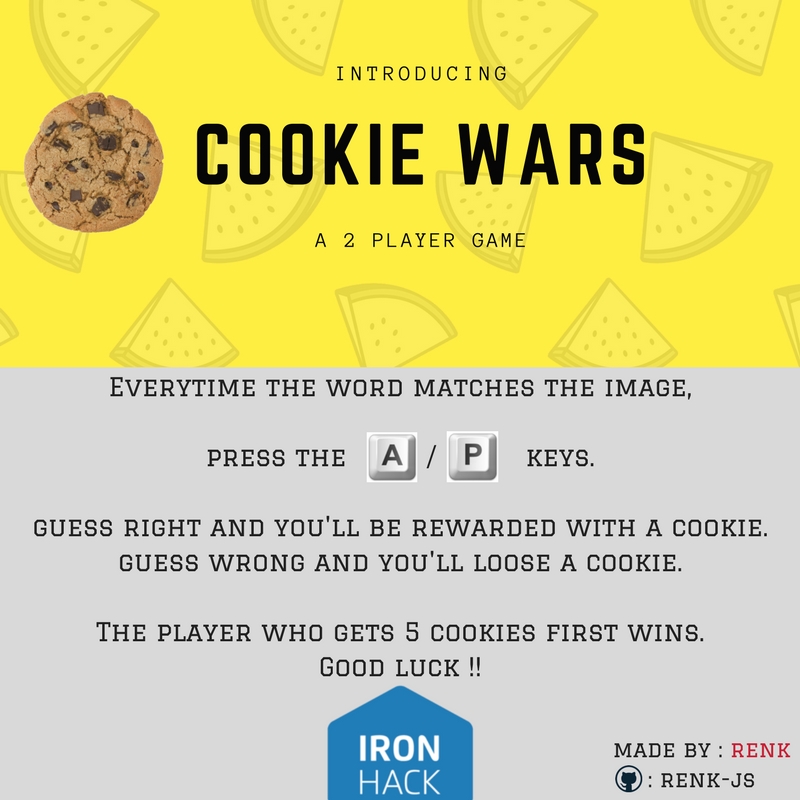 INTRODUCING
COOKIE WARS
A 2 PLAYER GAME
Everytime the word matches the image,
press the A / P keys.
guess right and you'll be rewarded with a cookie.
guess wrong and you'll loose a cookie.
The player who gets 5 cookies first wins.
Good luck !!
IRON
HACK
MADE BY : RENK
: RENK-JS